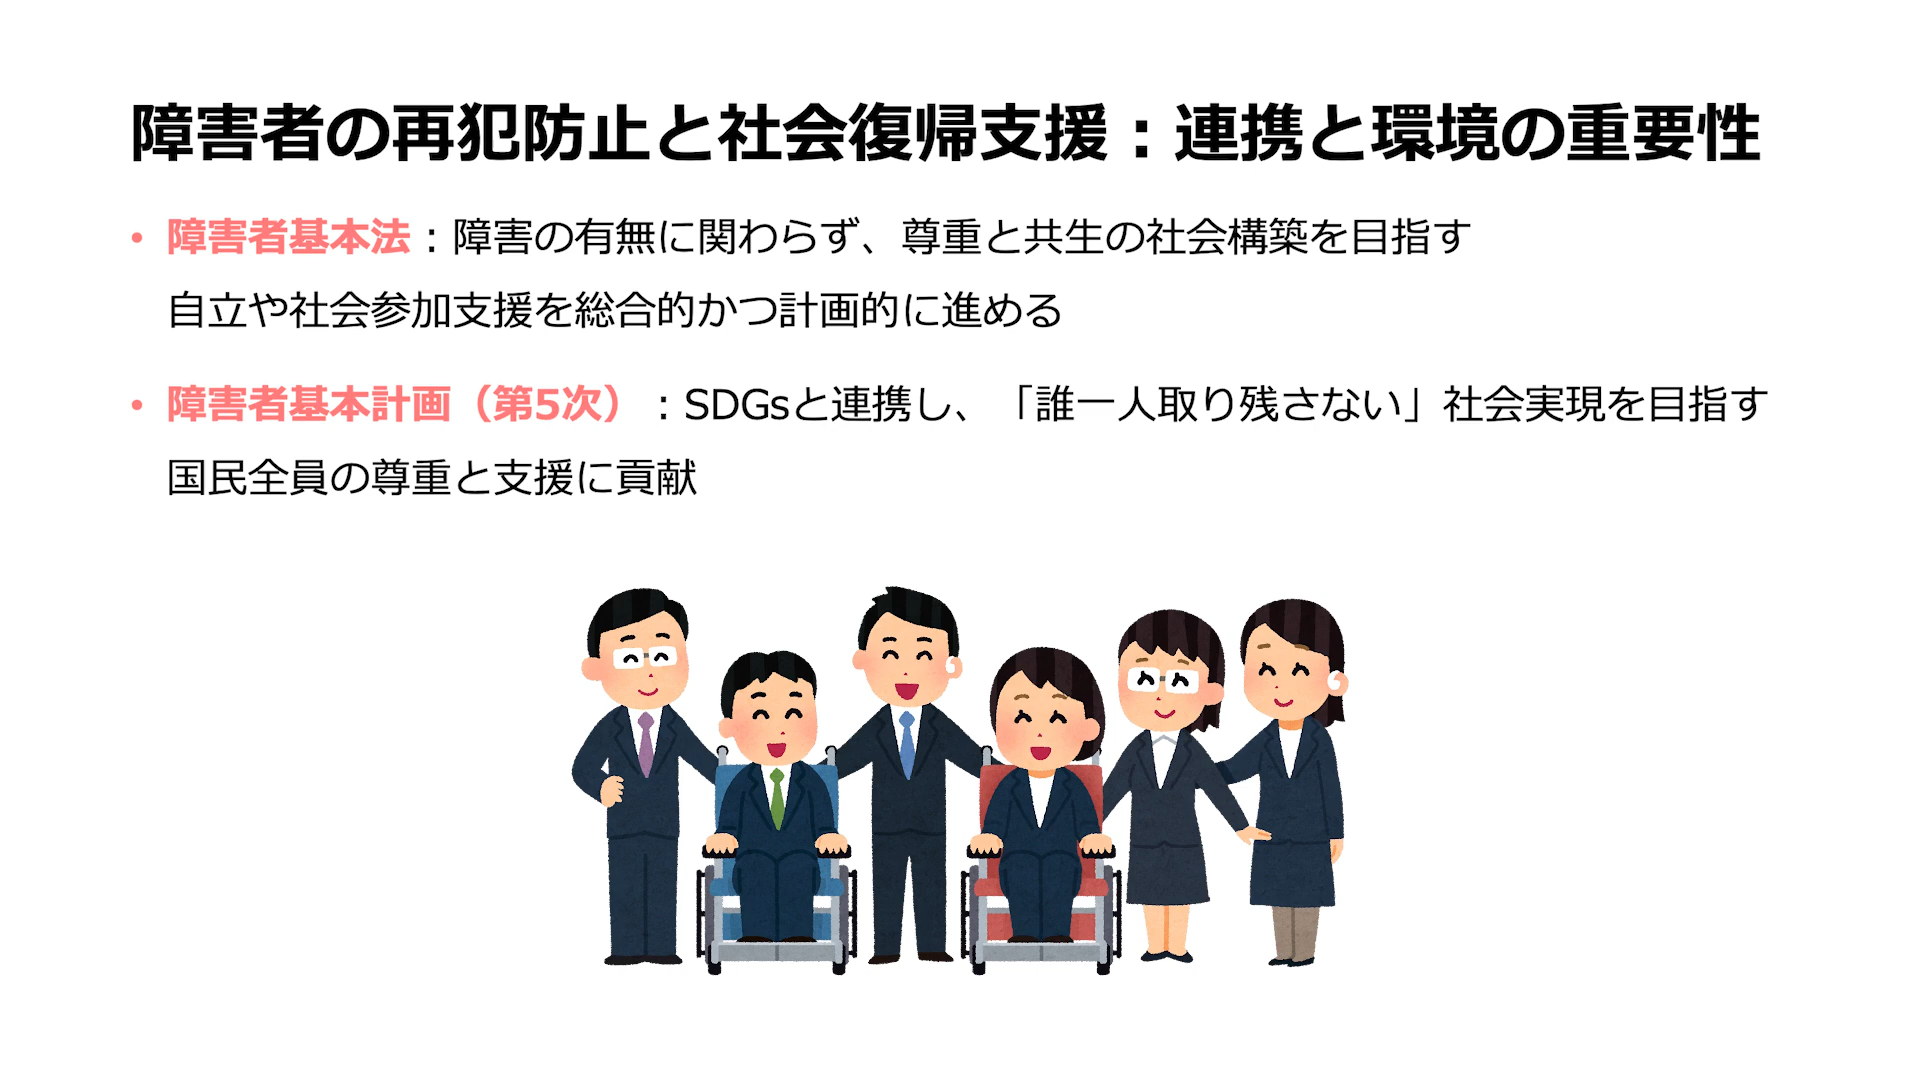 障害者の再犯防止と社会復帰支援：連携と環境の重要性
• 障害者基本法：障害の有無に関わらず、尊重と共生の社会構築を目指す
自立や社会参加支援を総合的かつ計画的に進める
• 障害者基本計画（第5次）：SDGsと連携し、「誰一人取り残さない」社会実現を目指す
国民全員の尊重と支援に貢献